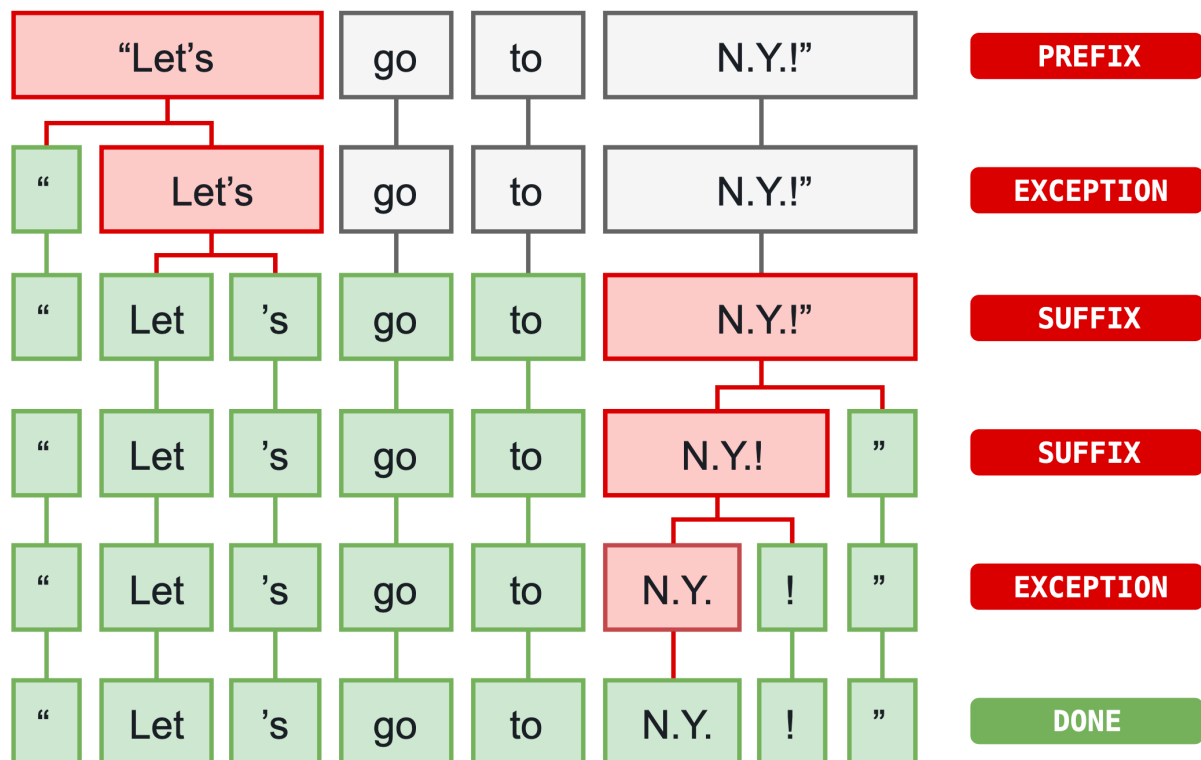 “Let’s go to N.Y.!” PREFIX
“ Let’s go to N.Y.!” EXCEPTION
“ Let ’s go to N.Y.!” SUFFIX
“ Let ’s go to N.Y.! ” SUFFIX
“ Let ’s go to N.Y. ! ” EXCEPTION
“ Let ’s go to N.Y. ! ” DONE